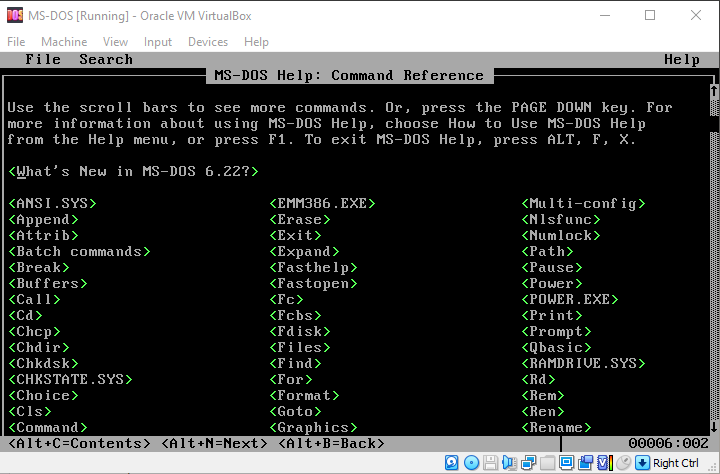 MS-DOS [Running] - Oracle VM VirtualBox
File Machine View Input Devices Help
File Search Help
MS-DOS Help: Command Reference
Use the scroll bars to see more commands. Or, press the PAGE DOWN key. For
more information about using MS-DOS Help, choose How to Use MS-DOS Help
from the Help menu, or press F1. To exit MS-DOS Help, press ALT, F, X.
<What's New in MS-DOS 6.22?>
<ANSI.SYS> <EMM386.EXE> <Multi-config>
<Append> <Erase> <Nlsfunc>
<Attrib> <Exit> <Numlock>
<Batch commands> <Expand> <Path>
<Break> <Fasthelp> <Pause>
<Buffers> <Fastopen> <Power>
<Call> <Fc> <POWER.EXE>
<Cd> <Fcbs> <Print>
<Chcp> <Fdisk> <Prompt>
<Chdir> <Files> <Qbasic>
<Chkdsk> <Find> <RAMDRIVE.SYS>
<CHKSTATE.SYS> <For> <Rd>
<Choice> <Format> <Rem>
<Cls> <Goto> <Ren>
<Command> <Graphics> <Rename>
<Alt+C=Contents> <Alt+N=Next> <Alt+B=Back> 00006:002
Right Ctrl